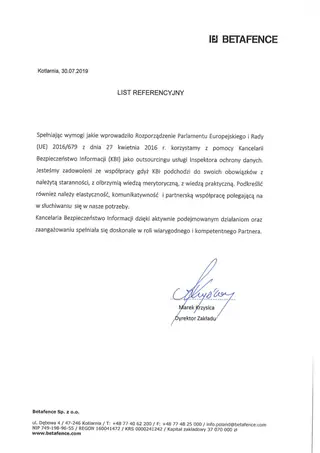 BETAFENCE
Kotlarnia, 30.07.2019
LIST REFERENCYJNY
Spełniając wymogi jakie wprowadziło Rozporządzenie Parlamentu Europejskiego i Rady
(UE) 2016/679 z dnia 27 kwietnia 2016 r. korzystamy z pomocy Kancelarii
Bezpieczeństwo Informacji (KBI) jako outsourcingu usługi Inspektora ochrony danych.
Jesteśmy zadowoleni ze współpracy gdyż KBI podchodzi do swoich obowiązków z
należytą staranności, z olbrzymią wiedzą merytoryczną, z wiedzą praktyczną. Podkreślić
również należy elastyczność, komunikatywność i partnerską współpracę polegającą na
w słuchiwaniu się w nasze potrzeby.
Kancelaria Bezpieczeństwo Informacji dzięki aktywnie podejmowanym działaniom oraz
zaangażowaniu spełniała się doskonale w roli wiarygodnego i kompetentnego Partnera.
Marek Krzysica
Dyrektor Zakładu
Betafence Sp. z o.o.
ul. Dębowa 4 / 47-246 Kotlarnia / T: +48 77 40 62 200 / F: +48 77 48 25 000 / info.poland@betafence.com
NIP 749-198-96-55 / REGON 160041472 / KRS 0000241242 / Kapitał zakładowy 37 070 000 zł
www.betafence.com